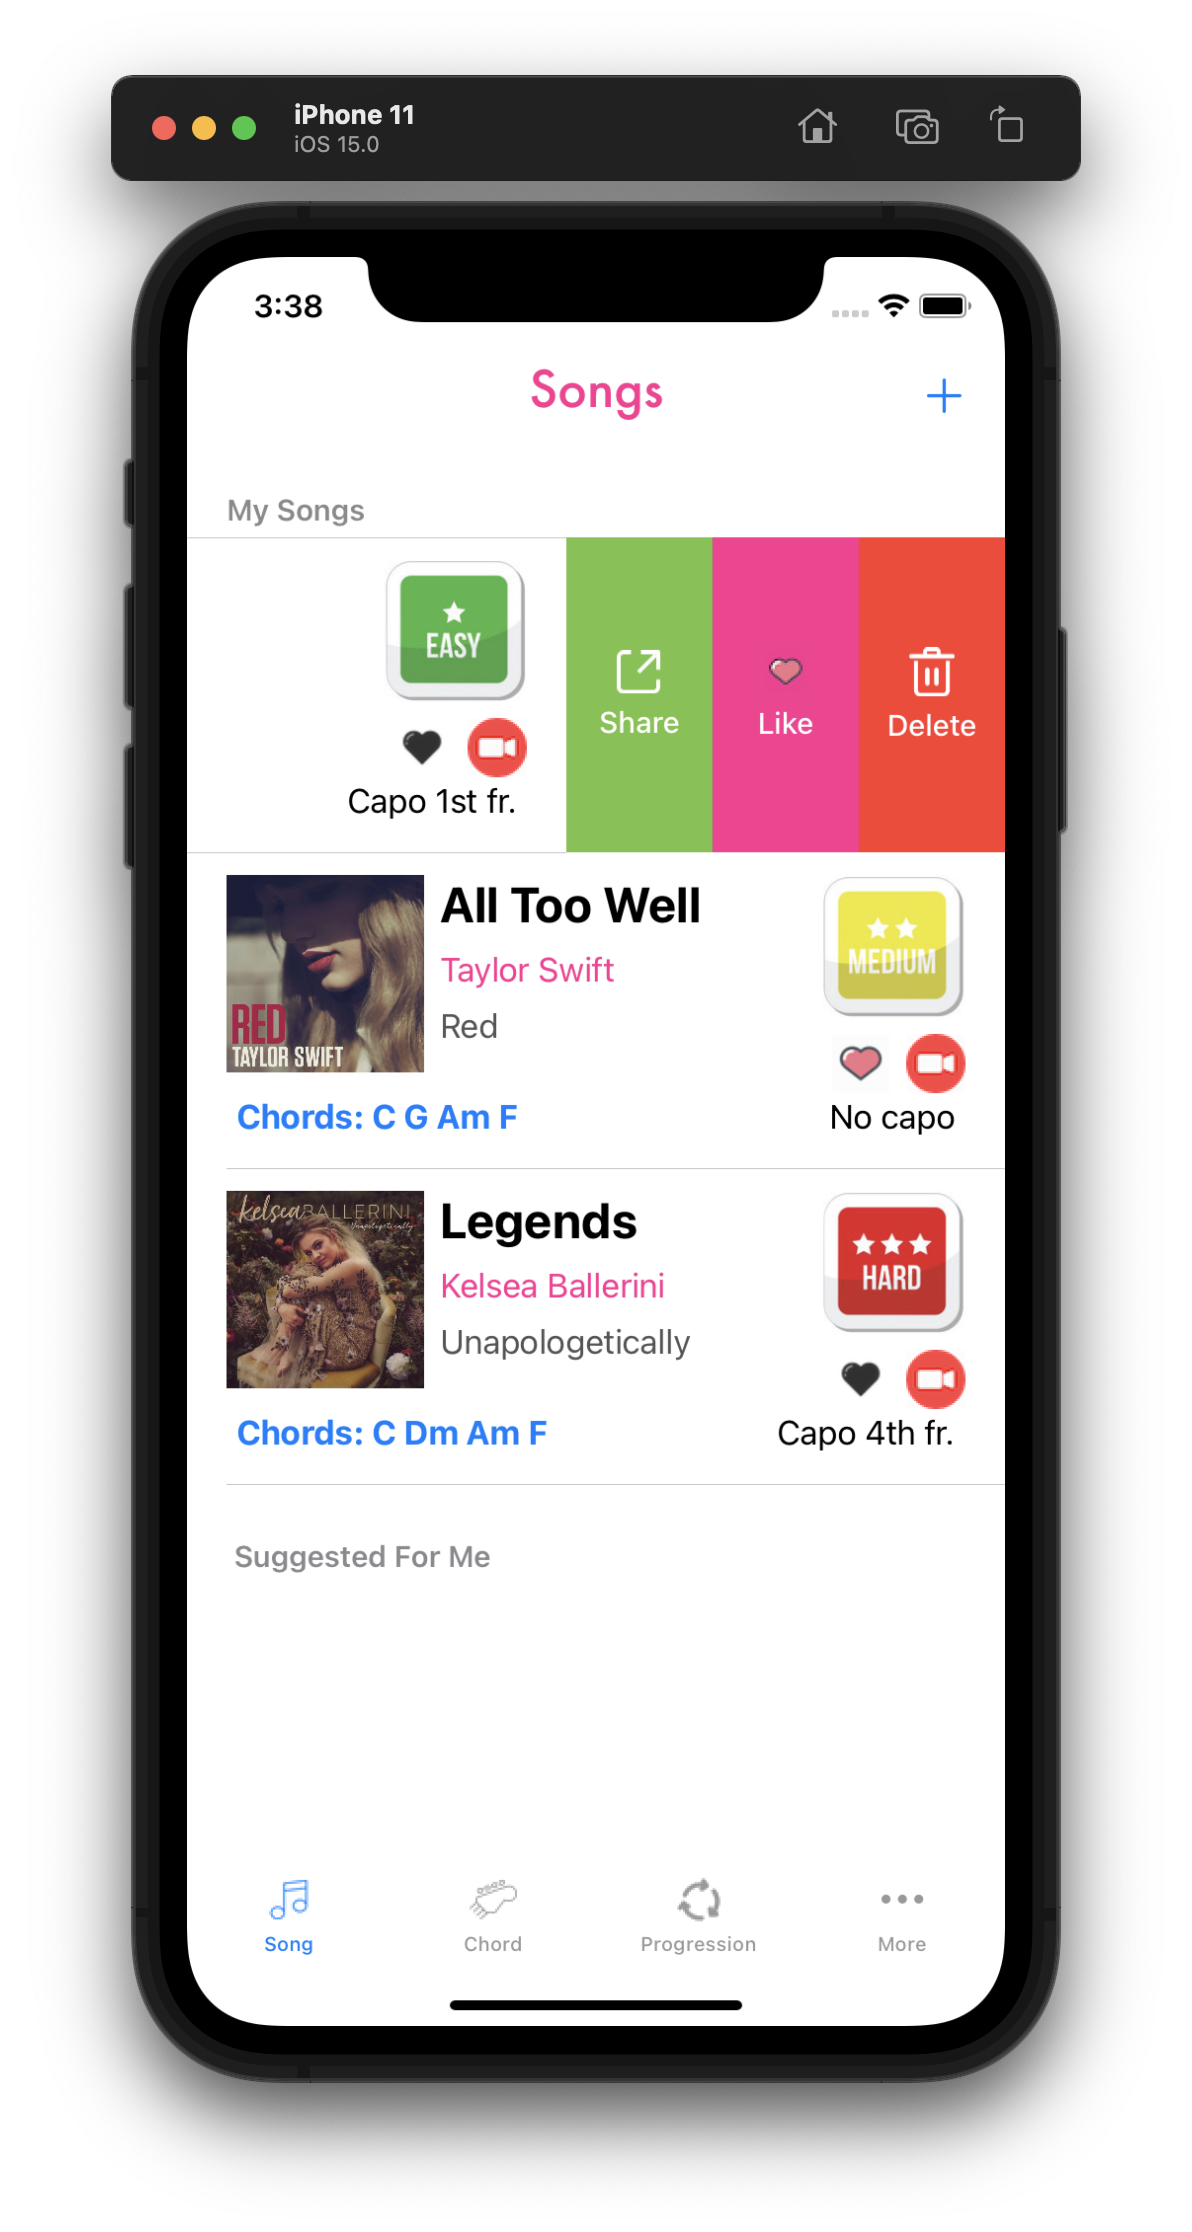 iPhone 11
iOS 15.0
3:38
Songs
My Songs
EASY
Capo 1st fr.
Share
Like
Delete
All Too Well
Taylor Swift
Red
RED
TAYLOR SWIFT
MEDIUM
Chords: C G Am F
No capo
kelsea BALLERINI
Unapologetically
Legends
Kelsea Ballerini
Unapologetically
HARD
Chords: C Dm Am F
Capo 4th fr.
Suggested For Me
Song
Chord
Progression
More